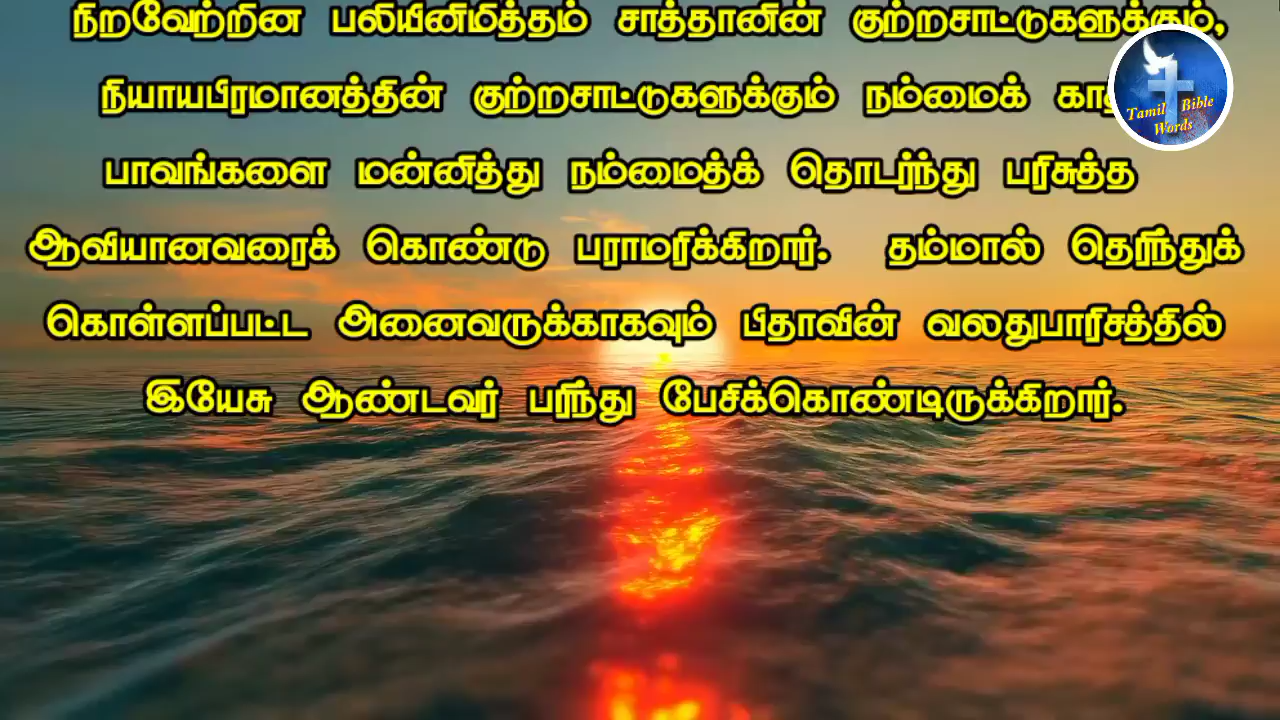 நிறவேற்றின பலியினிமித்தம் சாத்தானின் குற்றசாட்டுகளுக்கும்,
நியாயபிரமானத்தின் குற்றசாட்டுகளுக்கும் நம்மைக்
பாவங்களை மன்னித்து நம்மைத்க் தொடர்ந்து பரிசுத்த
ஆவியானவரைக் கொண்டு பராமரிக்கிறார். தம்மால் தெரிந்துக்
கொள்ளப்பட்ட அனைவருக்காகவும் பிதாவின் வலதுபாரிசத்தில்
இயேசு ஆண்டவர் பரிந்து பேசிக்கொண்டிருக்கிறார்.
Tamil Bible
Words